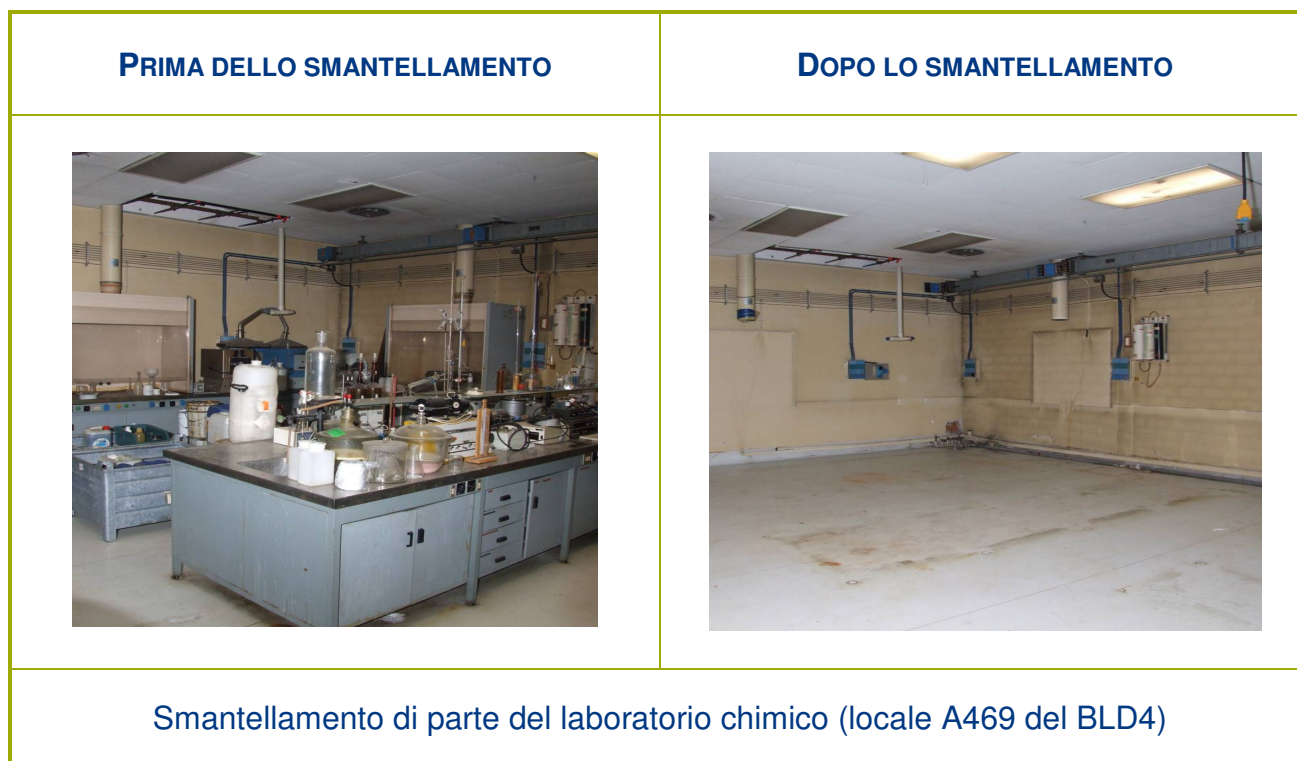 PRIMA DELLO SMANTELLAMENTO
DOPO LO SMANTELLAMENTO
Smantellamento di parte del laboratorio chimico (locale A469 del BLD4)